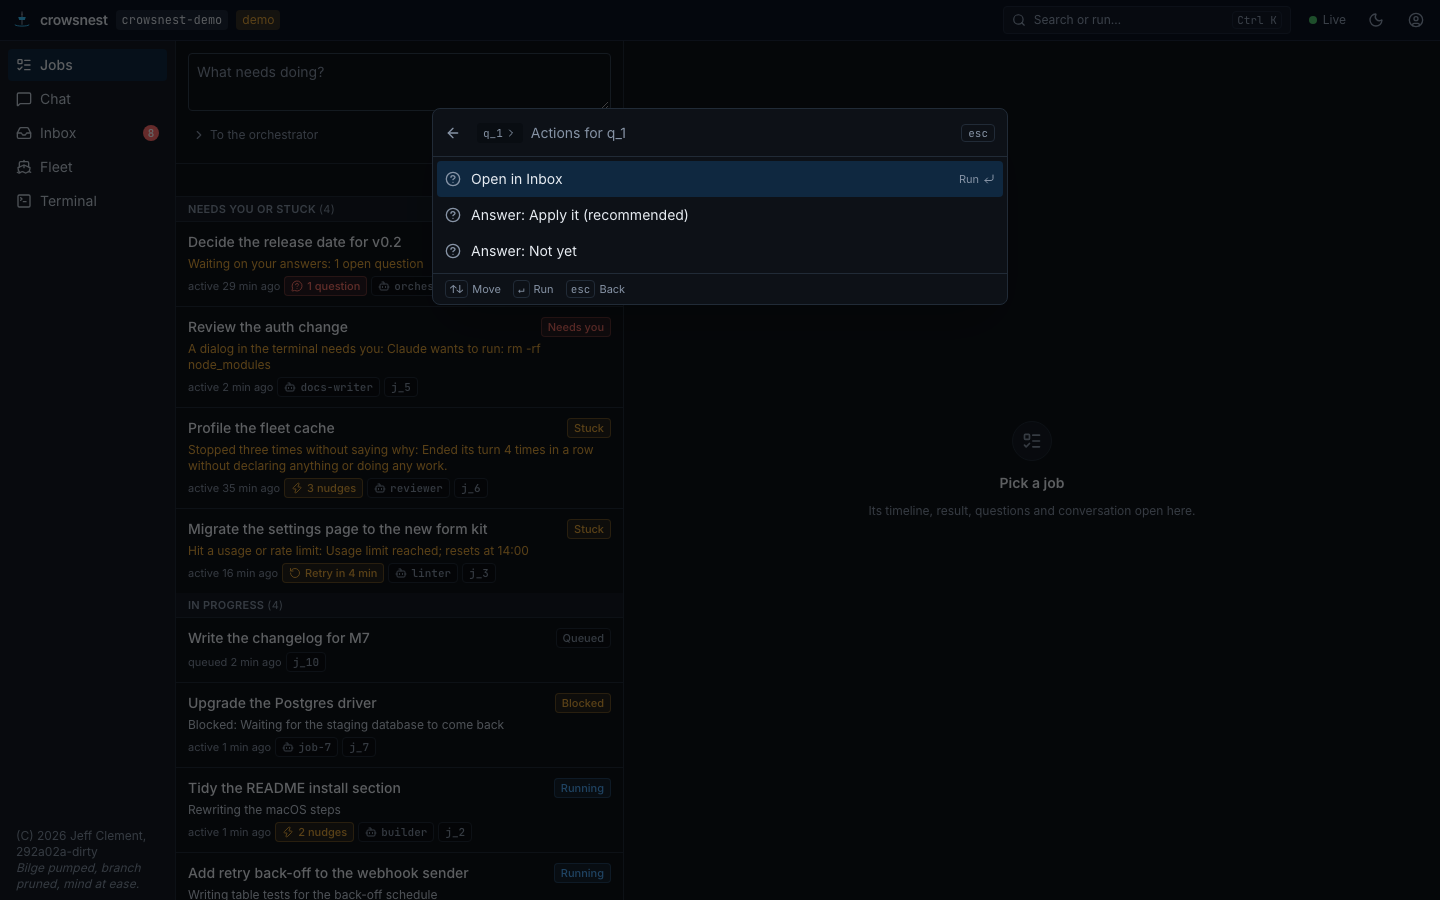 crowsnest crowsnest-demo demo
Search or run... Ctrl K
Live
Jobs
Chat
Inbox 8
Fleet
Terminal
What needs doing?
To the orchestrator
q_1 Actions for q_1 esc
Open in Inbox Run
Answer: Apply it (recommended)
Answer: Not yet
Move Run esc Back
NEEDS YOU OR STUCK (4)
Decide the release date for v0.2
Waiting on your answers: 1 open question
active 29 min ago 1 question orches
Review the auth change Needs you
A dialog in the terminal needs you: Claude wants to run: rm -rf
node_modules
active 2 min ago docs-writer j_5
Profile the fleet cache Stuck
Stopped three times without saying why: Ended its turn 4 times in a row
without declaring anything or doing any work.
active 35 min ago 3 nudges reviewer j_6
Migrate the settings page to the new form kit Stuck
Hit a usage or rate limit: Usage limit reached; resets at 14:00
active 16 min ago Retry in 4 min linter j_3
IN PROGRESS (4)
Write the changelog for M7 Queued
queued 2 min ago j_10
Upgrade the Postgres driver Blocked
Blocked: Waiting for the staging database to come back
active 1 min ago job-7 j_7
Tidy the README install section Running
Rewriting the macOS steps
active 1 min ago 2 nudges builder j_2
Add retry back-off to the webhook sender Running
Writing table tests for the back-off schedule
Pick a job
Its timeline, result, questions and conversation open here.
(C) 2026 Jeff Clement,
292a02a-dirty
Bilge pumped, branch
pruned, mind at ease.